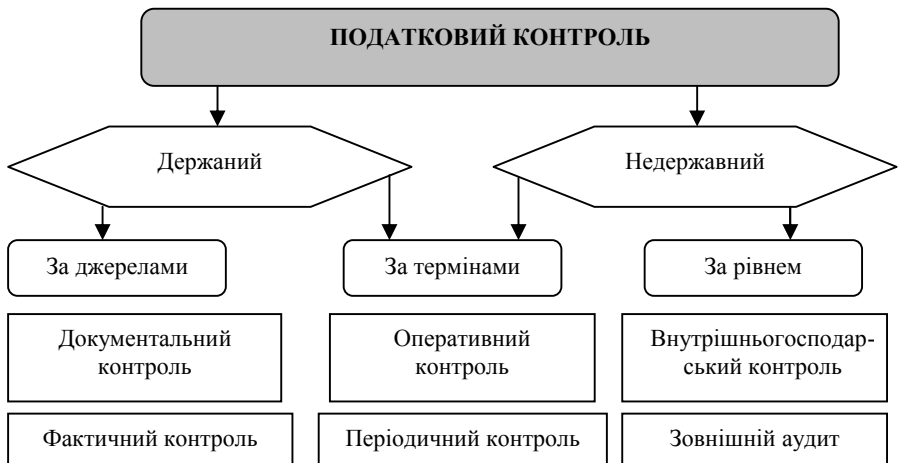 ПОДАТКОВИЙ КОНТРОЛЬ
Держаний
Недержавний
За джерелами
За термінами
За рівнем
Документальний
контроль
Оперативний
контроль
Внутрішньогосподар-
ський контроль
Фактичний контроль
Періодичний контроль
Зовнішній аудит